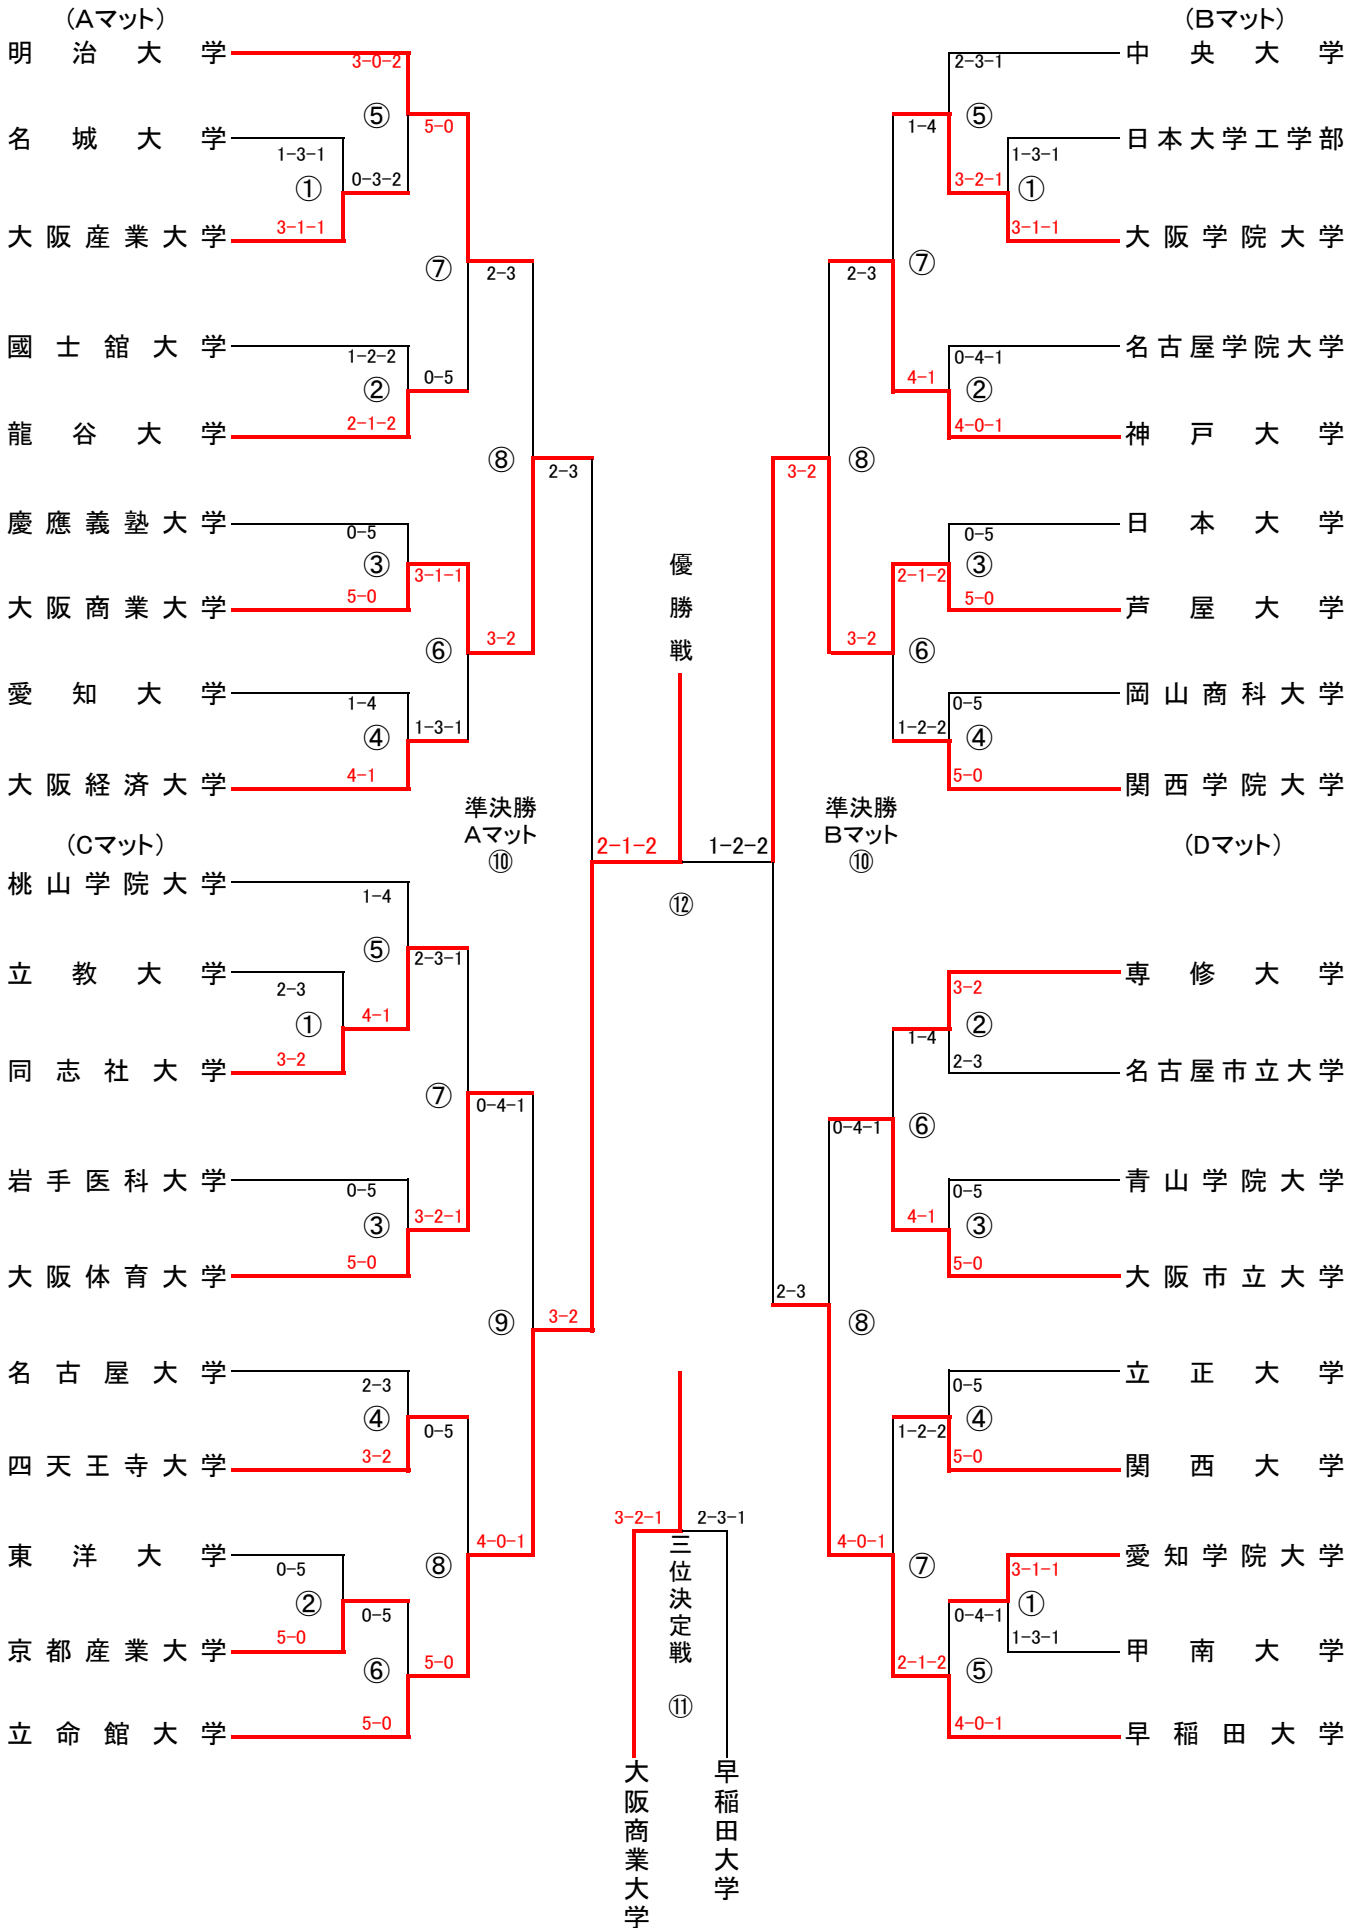 (Aマット)
明治大学
3-0-2
⑤
5-0
名城大学
1-3-1
①
0-3-2
大阪産業大学
3-1-1
⑦
2-3
國士舘大学
1-2-2
②
0-5
龍谷大学
2-1-2
⑧
2-3
慶應義塾大学
0-5
③
3-1-1
大阪商業大学
5-0
⑥
3-2
愛知大学
1-4
④
1-3-1
大阪経済大学
4-1
準決勝
Aマット
⑩
(Cマット)
桃山学院大学
1-4
⑤
2-3-1
立教大学
2-3
①
4-1
同志社大学
3-2
⑦
0-4-1
岩手医科大学
0-5
③
3-2-1
大阪体育大学
5-0
⑨
3-2
名古屋大学
2-3
④
0-5
四天王寺大学
3-2
東洋大学
0-5
②
0-5
⑧
4-0-1
京都産業大学
5-0
⑥
5-0
立命館大学
5-0
優勝戦
2-1-2
1-2-2
⑫
3-2-1
2-3-1
三位決定戦
⑪
大阪商業大学
早稲田大学
(Bマット)
中央大学
2-3-1
⑤
1-4
日本大学工学部
1-3-1
①
3-2-1
大阪学院大学
3-1-1
⑦
2-3
名古屋学院大学
0-4-1
②
4-1
神戸大学
4-0-1
⑧
3-2
日本大学
0-5
③
2-1-2
芦屋大学
5-0
⑥
3-2
岡山商科大学
0-5
④
1-2-2
関西学院大学
5-0
準決勝
Bマット
⑩
(Dマット)
専修大学
3-2
②
1-4
名古屋市立大学
2-3
⑥
0-4-1
青山学院大学
0-5
③
4-1
大阪市立大学
5-0
⑧
2-3
立正大学
0-5
④
1-2-2
関西大学
5-0
⑦
4-0-1
愛知学院大学
3-1-1
①
0-4-1
甲南大学
1-3-1
⑤
2-1-2
早稲田大学
4-0-1